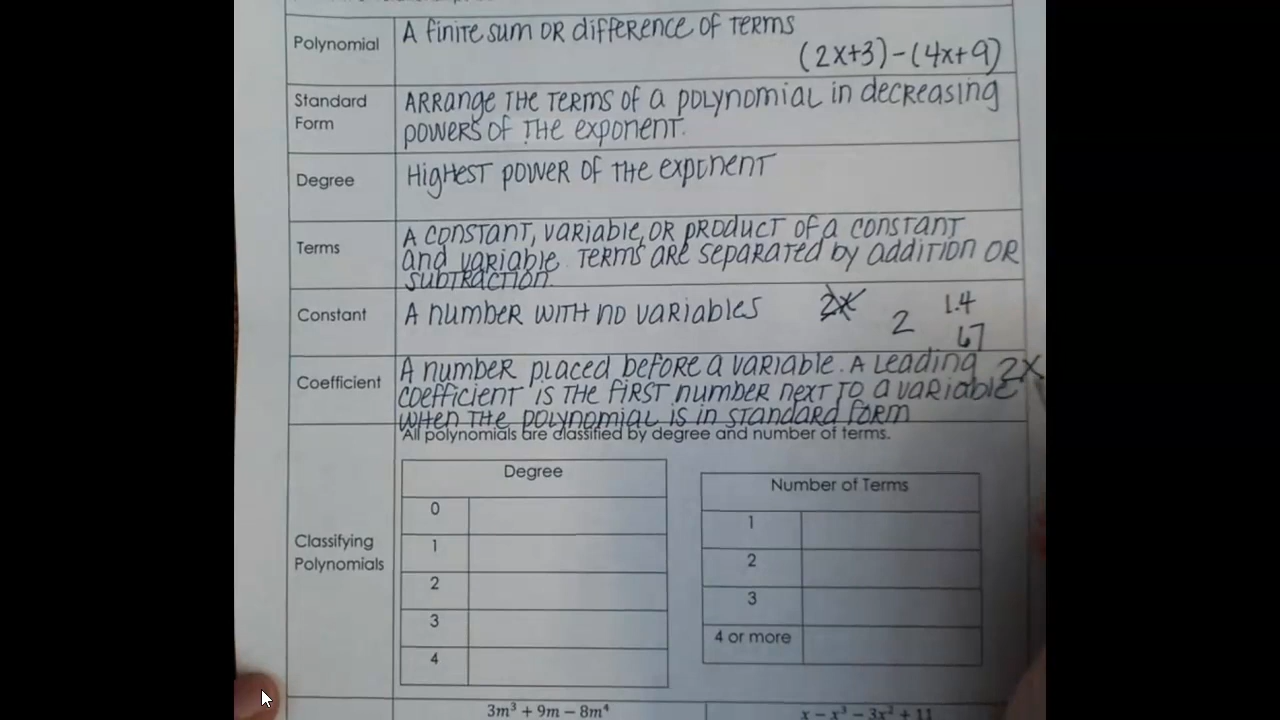 Polynomial
A finite sum OR difference of terms
(2x+3)-(4x+9)
Standard
Form
ARRange THE TERMS of a polynomial in decreasing
powers of THE exponent.
Degree
Highest power of the exponent
Terms
A constant, variable, OR product of a constant
and variable. Terms are separated by addition OR
subtraction.
Constant
A number with no variables
2x
2
1.4
67
Coefficient
A number placed before a variable. A leading
2x
coefficient is the first number next to a variable
when the polynomial is in standard form
All polynomials are classified by degree and number of terms.
Classifying
Polynomials
Degree
0
1
2
3
4
Number of Terms
1
2
3
4 or more
3m³ + 9m − 8m⁴
x − x³ − 3x² + 11